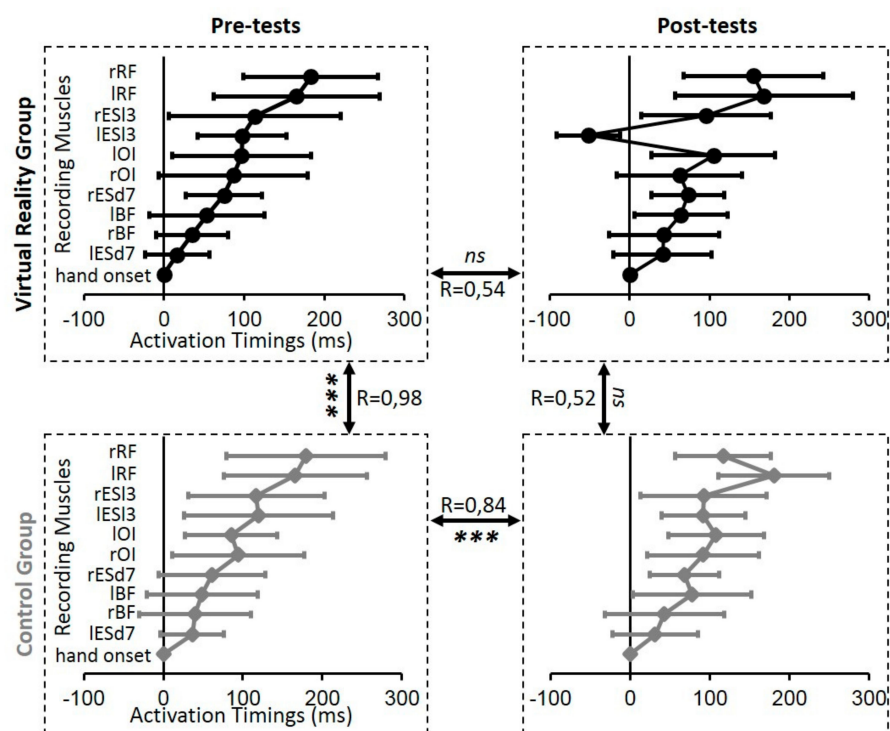 Pre-tests
Post-tests
Virtual Reality Group
Recording Muscles
rRF
lRF
rESl3
lESl3
lOI
rOI
rESd7
lBF
rBF
lESd7
hand onset
-100 0 100 200 300
Activation Timings (ms)
ns
R=0,54
-100 0 100 200 300
***
R=0,98
R=0,52
ns
Control Group
Recording Muscles
rRF
lRF
rESl3
lESl3
lOI
rOI
rESd7
lBF
rBF
lESd7
hand onset
-100 0 100 200 300
Activation Timings (ms)
R=0,84
***
-100 0 100 200 300